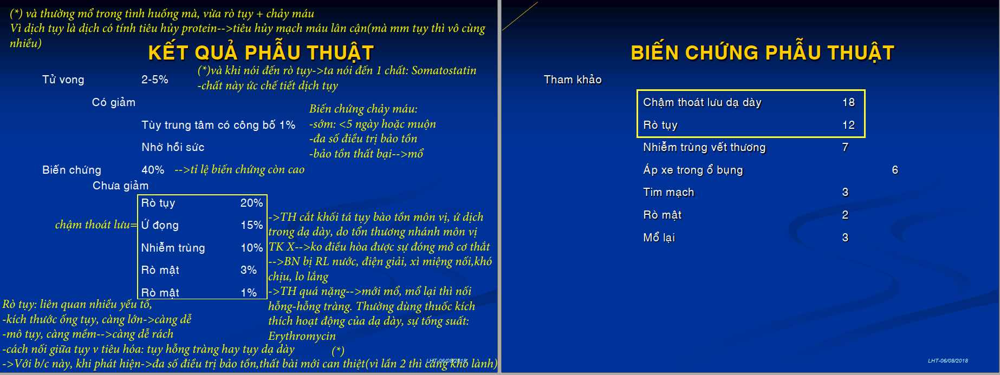 (*) và thường mổ trong tình huống mà, vừa rò tụy + chảy máu
Vì dịch tụy là dịch có tính tiêu hủy protein-->tiêu hủy mạch máu lân cận(mà mm tụy thì vô cùng
nhiều)
KẾT QUẢ PHẪU THUẬT
(*)và khi nói đến rò tụy->ta nói đến 1 chất: Somatostatin
-chất này ức chế tiết dịch tụy
Tử vong 2-5%
Có giảm
Tùy trung tâm có công bố 1%
Nhờ hồi sức
Biến chứng chảy máu:
-sớm: <5 ngày hoặc muộn
-đa số điều trị bảo tồn
-bảo tồn thất bại-->mổ
Biến chứng 40% -->tỉ lệ biến chứng còn cao
Chưa giảm
Rò tụy 20%
chậm thoát lưu= Ứ đọng 15%
Nhiễm trùng 10%
Rò mật 3%
Rò mật 1%
->TH cắt khối tá tụy bào tồn môn vị, ứ dịch
trong dạ dày, do tổn thương nhánh môn vị
TK X-->ko điều hòa được sự đóng mở cơ thắt
-->BN bị RL nước, điện giải, xì miệng nối,khó
chịu, lo lắng
->TH quá nặng-->mới mổ, mổ lại thì nối
hỗng-hỗng tràng. Thường dùng thuốc kích
thích hoạt động của dạ dày, sự tống suất:
Erythromycin
Rò tụy: liên quan nhiều yếu tố,
-kích thước ống tụy, càng lớn->càng dễ
-mô tụy, càng mềm-->càng dễ rách
-cách nối giữa tụy v tiêu hóa: tuy hỗng tràng hay tuỵ dạ dày (*)
->Với b/c này, khi phát hiện->đa số điều trị bảo tồn,thất bài mới can thiệt(vì lần 2 thì càng khó lành)
LHT-06/08/2018
BIẾN CHỨNG PHẪU THUẬT
Tham khảo
Chậm thoát lưu dạ dày 18
Rò tụy 12
Nhiễm trùng vết thương 7
Áp xe trong ổ bụng 6
Tim mạch 3
Rò mật 2
Mổ lại 3
LHT-06/08/2018